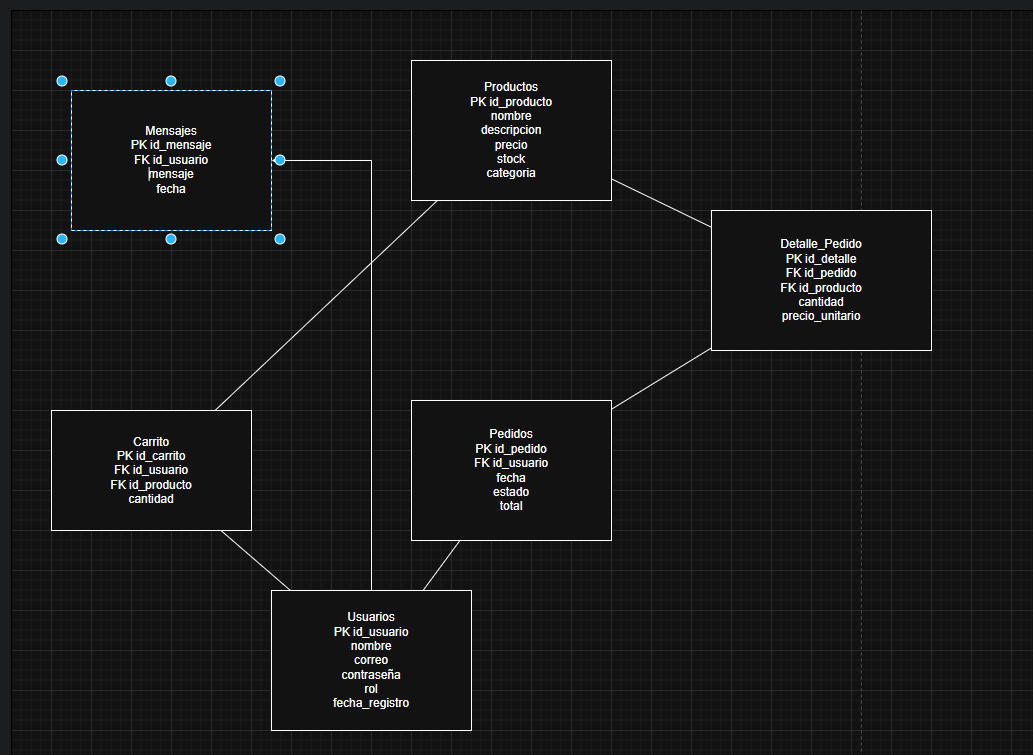 Mensajes
PK id_mensaje
FK id_usuario
mensaje
fecha
Productos
PK id_producto
nombre
descripcion
precio
stock
categoria
Detalle_Pedido
PK id_detalle
FK id_pedido
FK id_producto
cantidad
precio_unitario
Carrito
PK id_carrito
FK id_usuario
FK id_producto
cantidad
Pedidos
PK id_pedido
FK id_usuario
fecha
estado
total
Usuarios
PK id_usuario
nombre
correo
contraseña
rol
fecha_registro